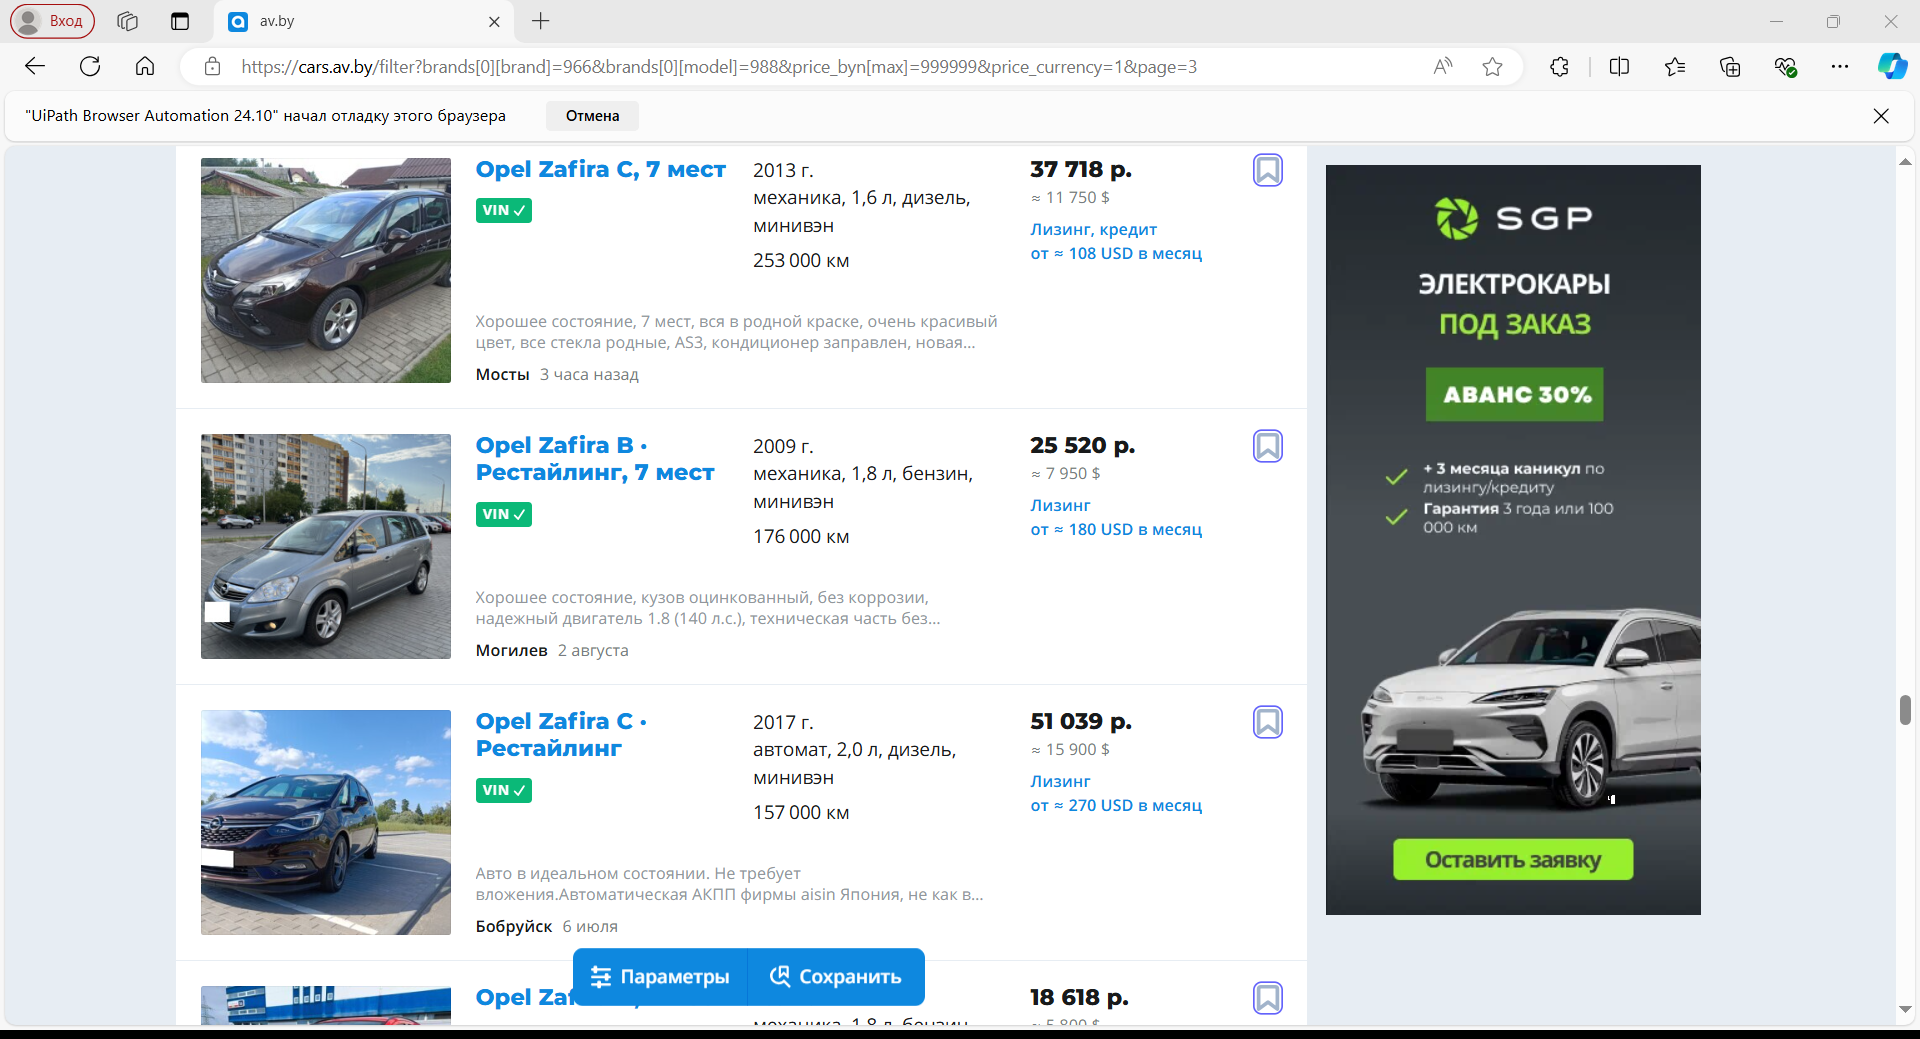 Вход
av.by
https://cars.av.by/filter?brands[0][brand]=966&brands[0][model]=988&price_byn[max]=999999&price_currency=1&page=3
"UiPath Browser Automation 24.10" начал отладку этого браузера
Отмена
Opel Zafira C, 7 мест
VIN
2013 г.
механика, 1,6 л, дизель,
минивэн
253 000 км
37 718 р.
≈ 11 750 $
Лизинг, кредит
от ≈ 108 USD в месяц
Хорошее состояние, 7 мест, вся в родной краске, очень красивый
цвет, все стекла родные, AS3, кондиционер заправлен, новая...
Мосты 3 часа назад
Opel Zafira B ·
Рестайлинг, 7 мест
VIN
2009 г.
механика, 1,8 л, бензин,
минивэн
176 000 км
25 520 р.
≈ 7 950 $
Лизинг
от ≈ 180 USD в месяц
Хорошее состояние, кузов оцинкованный, без коррозии,
надежный двигатель 1.8 (140 л.с.), техническая часть без...
Могилев 2 августа
Opel Zafira C ·
Рестайлинг
VIN
2017 г.
автомат, 2,0 л, дизель,
минивэн
157 000 км
51 039 р.
≈ 15 900 $
Лизинг
от ≈ 270 USD в месяц
Авто в идеальном состоянии. Не требует
вложения.Автоматическая АКПП фирмы aisin Япония, не как в...
Бобруйск 6 июля
Параметры
Сохранить
Opel
18 618 р.
механика, 1,8 л, бензин,
≈ 5 800 $
SGP
ЭЛЕКТРОКАРЫ
ПОД ЗАКАЗ
АВАНС 30%
+ 3 месяца каникул по
лизингу/кредиту
Гарантия 3 года или 100
000 км
Оставить заявку